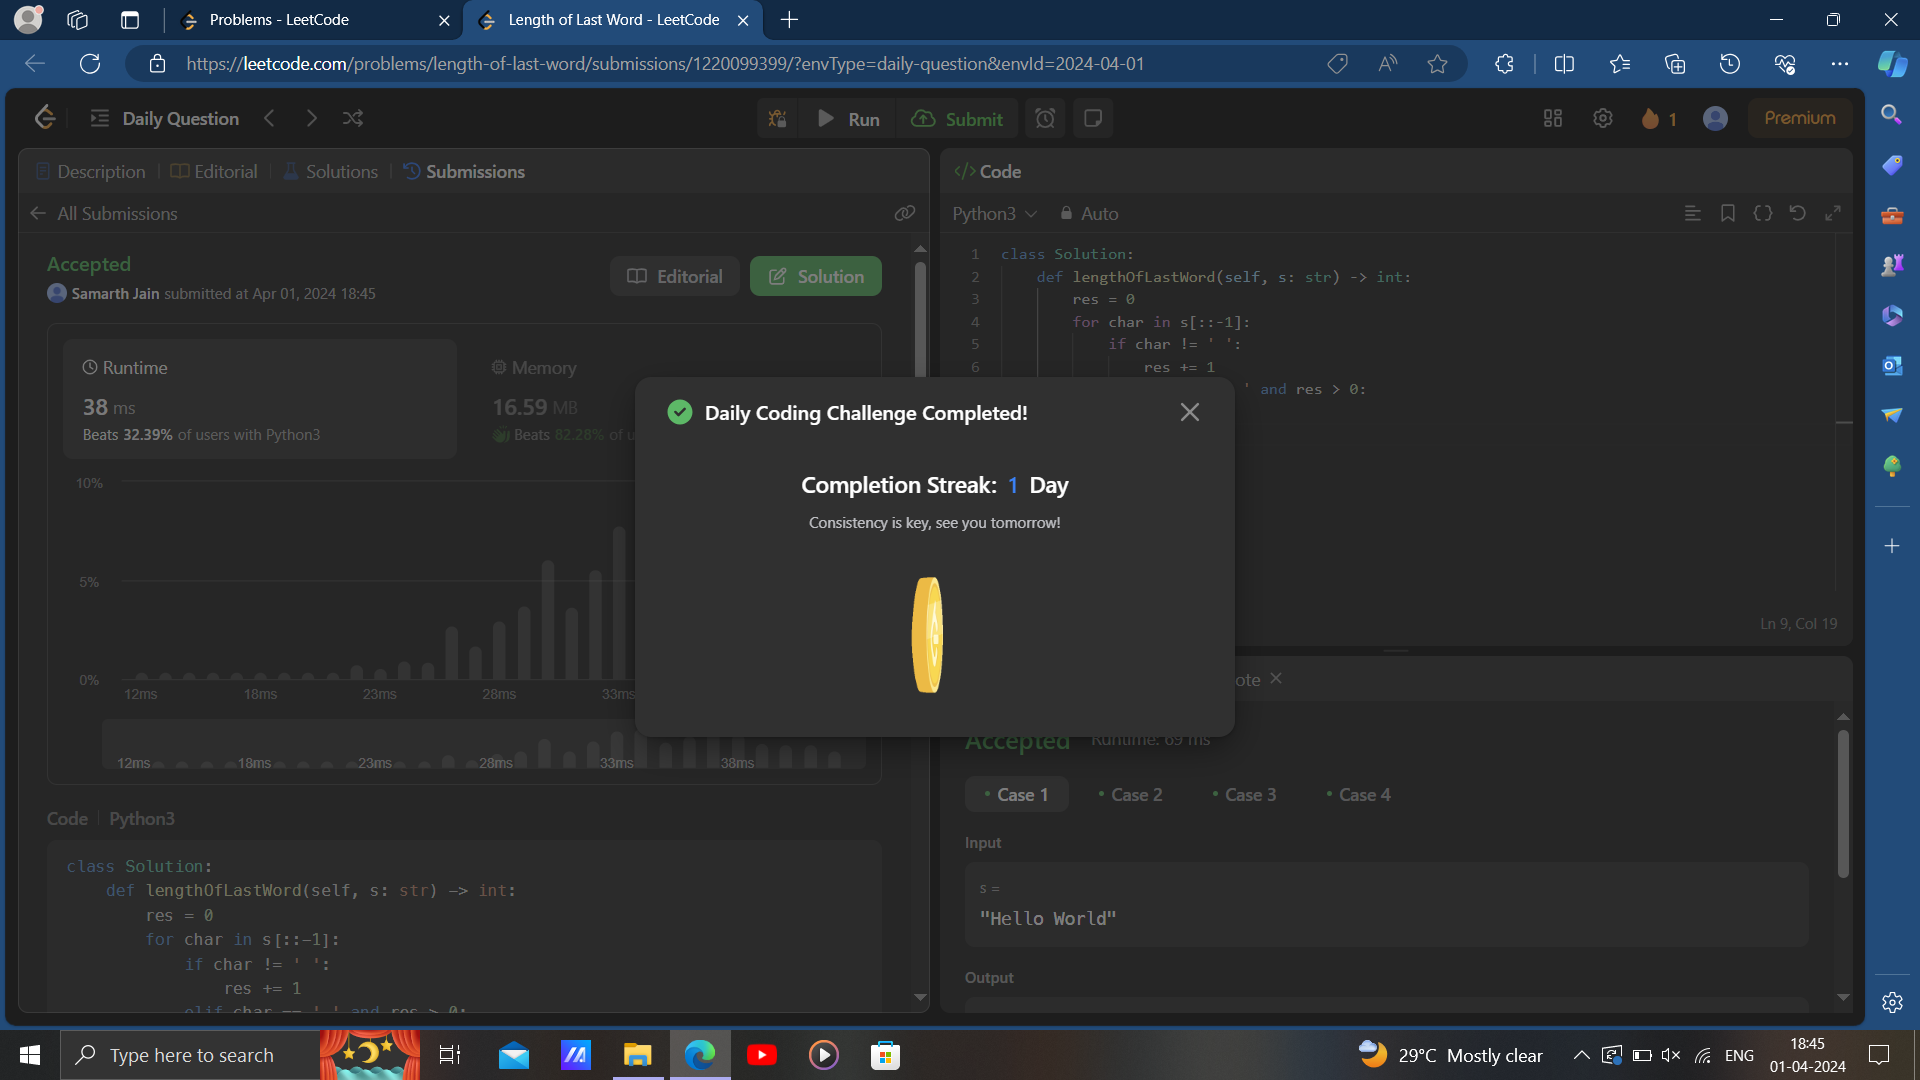 Problems - LeetCode
Length of Last Word - LeetCode
https://leetcode.com/problems/length-of-last-word/submissions/1220099399/?envType=daily-question&envId=2024-04-01
Daily Question
Run
Submit
1
Premium
Description
Editorial
Solutions
Submissions
All Submissions
Accepted
Samarth Jain submitted at Apr 01, 2024 18:45
Editorial
Solution
Runtime
38 ms
Beats 32.39% of users with Python3
Memory
16.59 MB
Beats 82.28% of u
10%
5%
0%
12ms
18ms
23ms
28ms
33ms
12ms
18ms
23ms
28ms
33ms
38ms
Code
Python3
class Solution:
def lengthOfLastWord(self, s: str) -> int:
res = 0
for char in s[::-1]:
if char != ' ':
res += 1
elif char == ' ' and res > 0:
</> Code
Python3
Auto
1 class Solution:
2 def lengthOfLastWord(self, s: str) -> int:
3 res = 0
4 for char in s[::-1]:
5 if char != ' ':
6 res += 1
' and res > 0:
Ln 9, Col 19
Daily Coding Challenge Completed!
Completion Streak: 1 Day
Consistency is key, see you tomorrow!
ote
Accepted
Runtime: 69 ms
Case 1
Case 2
Case 3
Case 4
Input
s =
"Hello World"
Output
Type here to search
29°C Mostly clear
ENG
18:45
01-04-2024